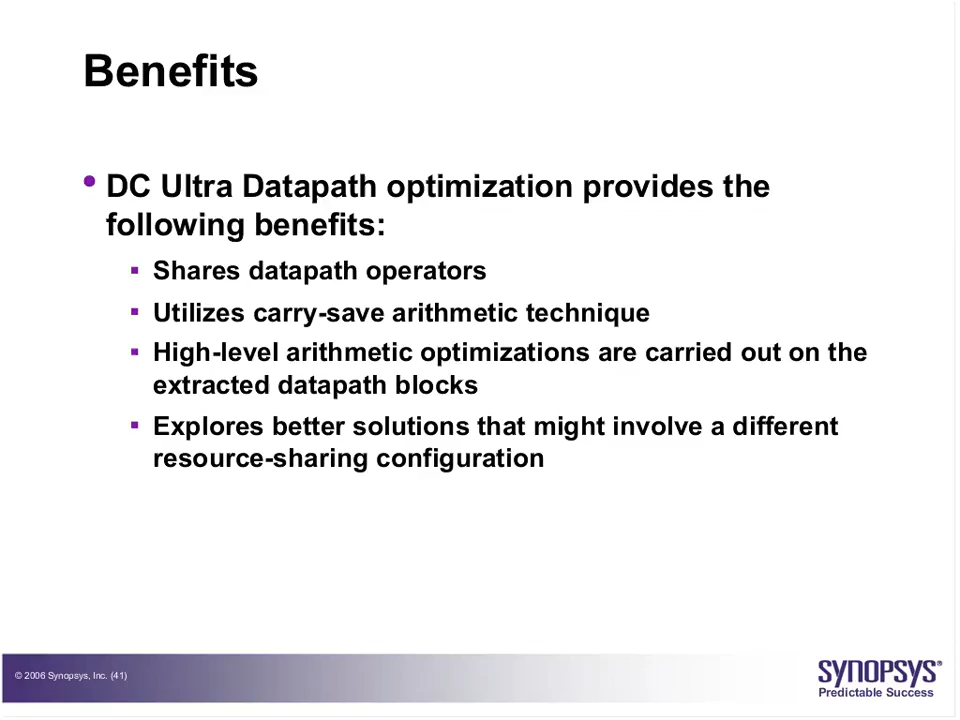 Benefits
• DC Ultra Datapath optimization provides the
following benefits:
▪ Shares datapath operators
▪ Utilizes carry-save arithmetic technique
▪ High-level arithmetic optimizations are carried out on the
extracted datapath blocks
▪ Explores better solutions that might involve a different
resource-sharing configuration
© 2006 Synopsys, Inc. (41)
SYNOPSYS®
Predictable Success